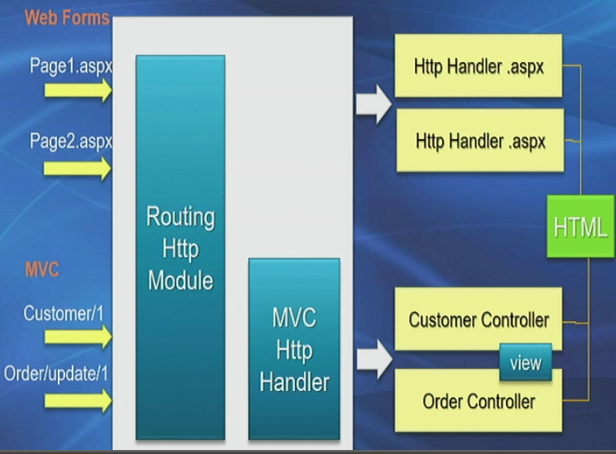 Web Forms
Page1.aspx
Page2.aspx
MVC
Customer/1
Order/update/1
Routing
Http
Module
MVC
Http
Handler
Http Handler .aspx
Http Handler .aspx
HTML
Customer Controller
view
Order Controller